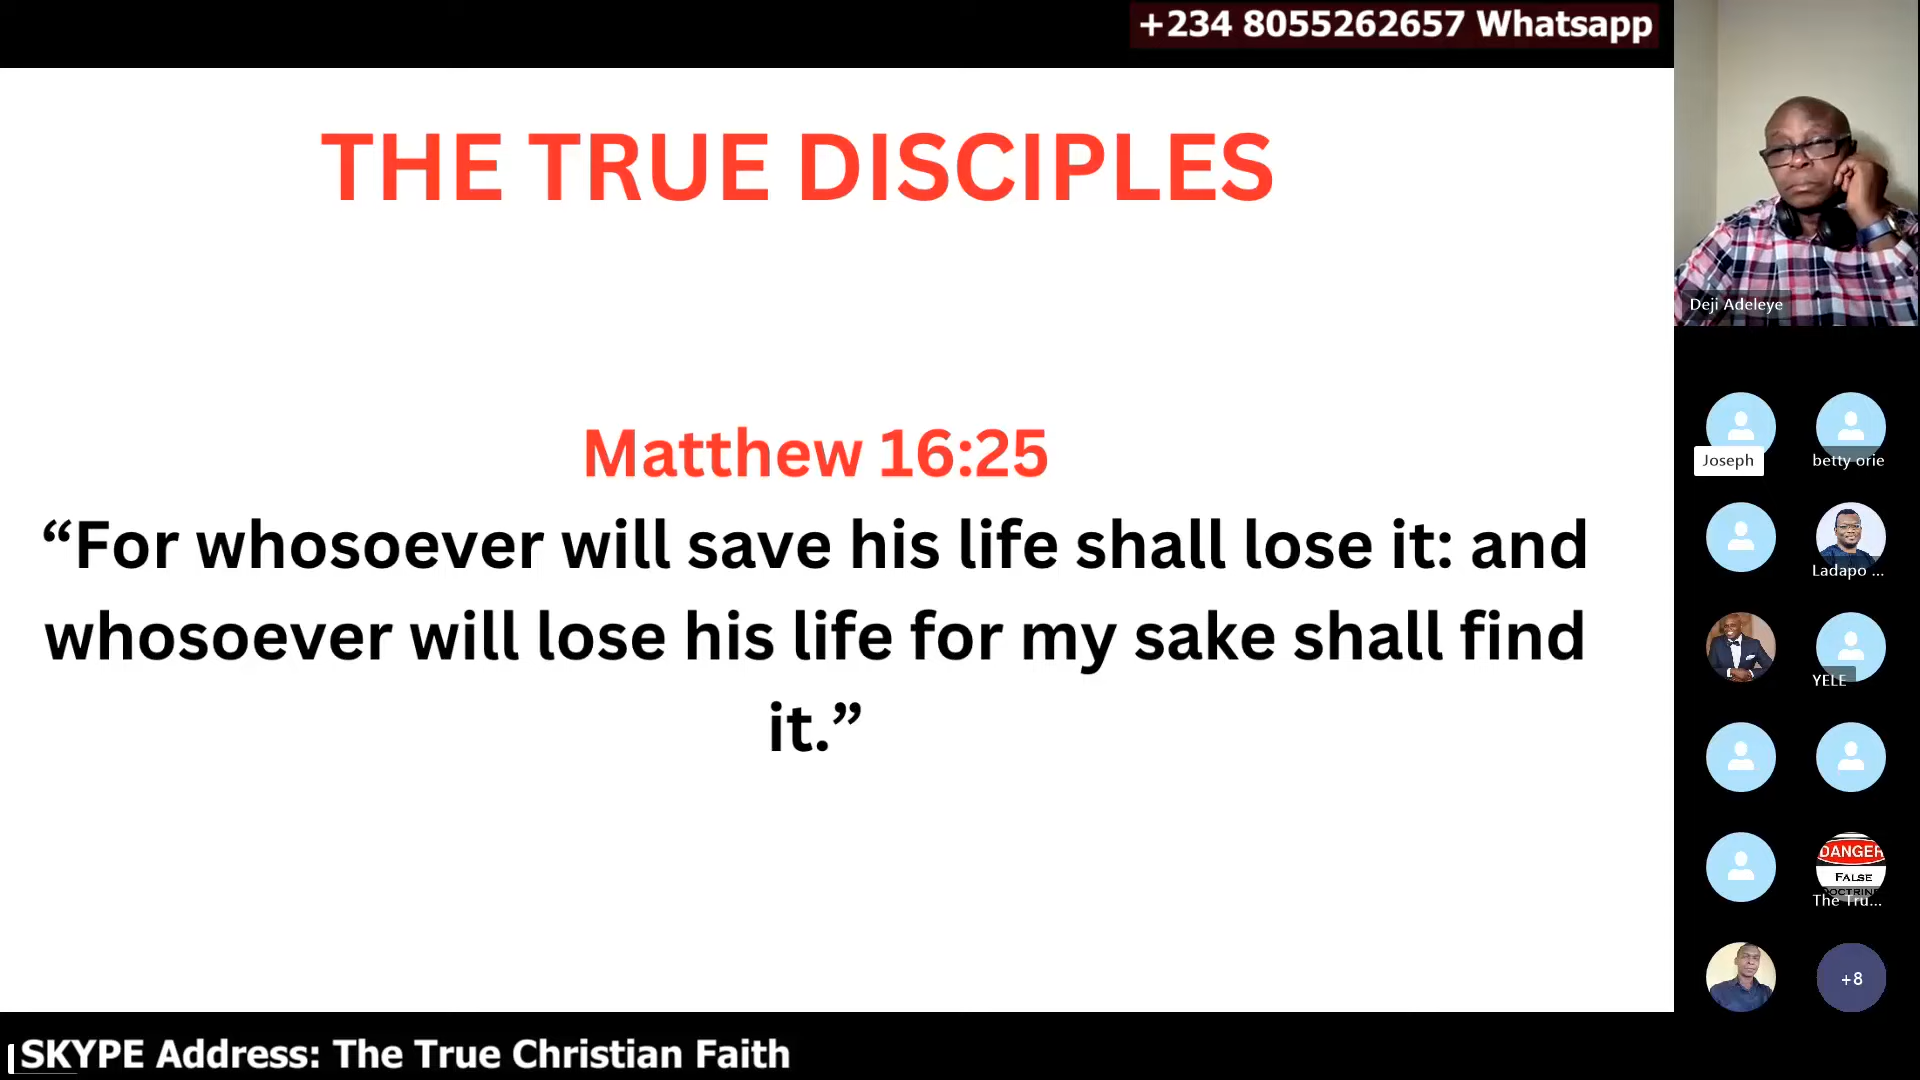 +234 8055262657 Whatsapp
THE TRUE DISCIPLES
Matthew 16:25
“For whosoever will save his life shall lose it: and
whosoever will lose his life for my sake shall find
it.”
Deji Adeleye
Joseph
betty orie
Ladapo ...
YELE
DANGER
FALSE
DOCTRINE
The Tru...
+8
SKYPE Address: The True Christian Faith